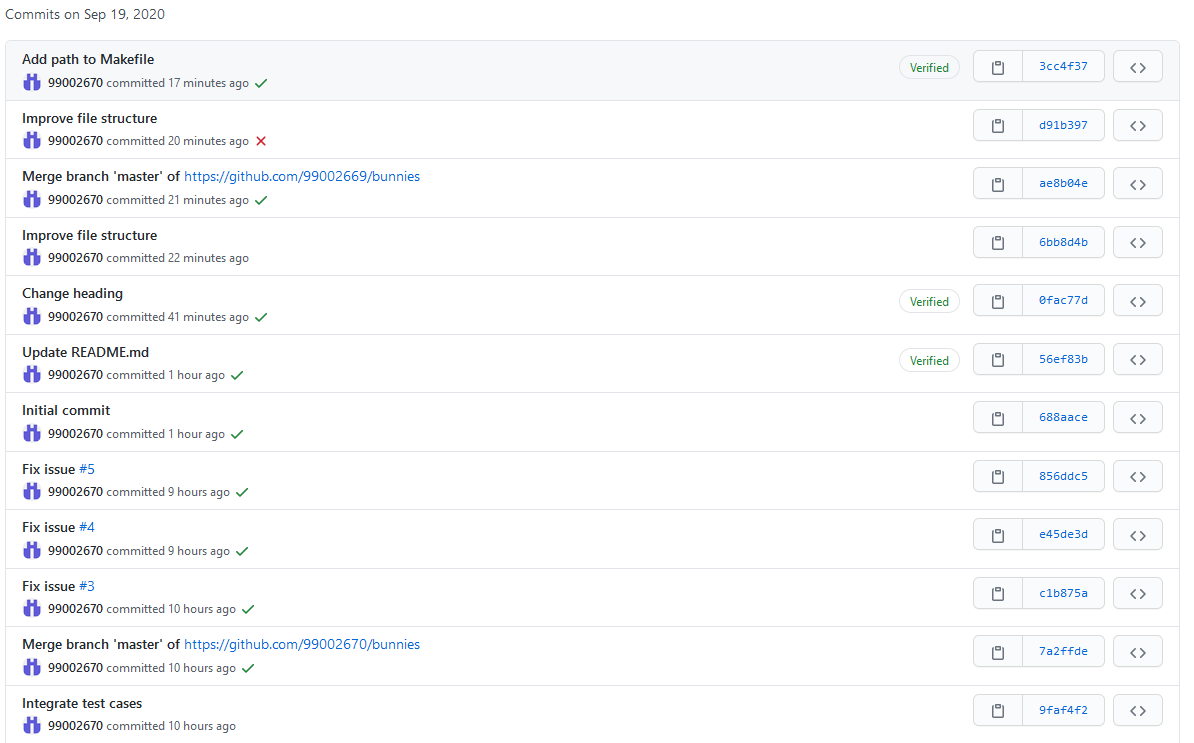 Commits on Sep 19, 2020
Add path to Makefile
99002670 committed 17 minutes ago
Verified
3cc4f37
Improve file structure
99002670 committed 20 minutes ago
d91b397
Merge branch 'master' of https://github.com/99002669/bunnies
99002670 committed 21 minutes ago
ae8b04e
Improve file structure
99002670 committed 22 minutes ago
6bb8d4b
Change heading
99002670 committed 41 minutes ago
Verified
0fac77d
Update README.md
99002670 committed 1 hour ago
Verified
56ef83b
Initial commit
99002670 committed 1 hour ago
688aace
Fix issue #5
99002670 committed 9 hours ago
856ddc5
Fix issue #4
99002670 committed 9 hours ago
e45de3d
Fix issue #3
99002670 committed 10 hours ago
c1b875a
Merge branch 'master' of https://github.com/99002670/bunnies
99002670 committed 10 hours ago
7a2ffde
Integrate test cases
99002670 committed 10 hours ago
9faf4f2